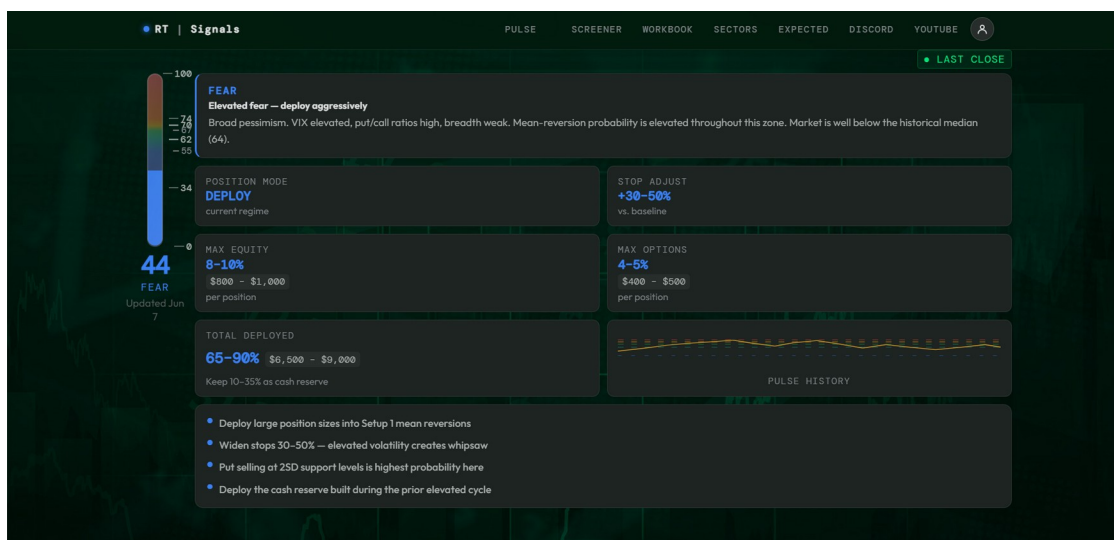 RT | Signals
PULSE SCREENER WORKBOOK SECTORS EXPECTED DISCORD YOUTUBE
LAST CLOSE
100
74
70
67
62
55
34
0
44
FEAR
Updated Jun
7
FEAR
Elevated fear — deploy aggressively
Broad pessimism. VIX elevated, put/call ratios high, breadth weak. Mean-reversion probability is elevated throughout this zone. Market is well below the historical median
(64).
POSITION MODE
DEPLOY
current regime
STOP ADJUST
+30-50%
vs. baseline
MAX EQUITY
8-10%
$800 - $1,000
per position
MAX OPTIONS
4-5%
$400 - $500
per position
TOTAL DEPLOYED
65-90% $6,500 - $9,000
Keep 10-35% as cash reserve
PULSE HISTORY
Deploy large position sizes into Setup 1 mean reversions
Widen stops 30-50% — elevated volatility creates whipsaw
Put selling at 2SD support levels is highest probability here
Deploy the cash reserve built during the prior elevated cycle